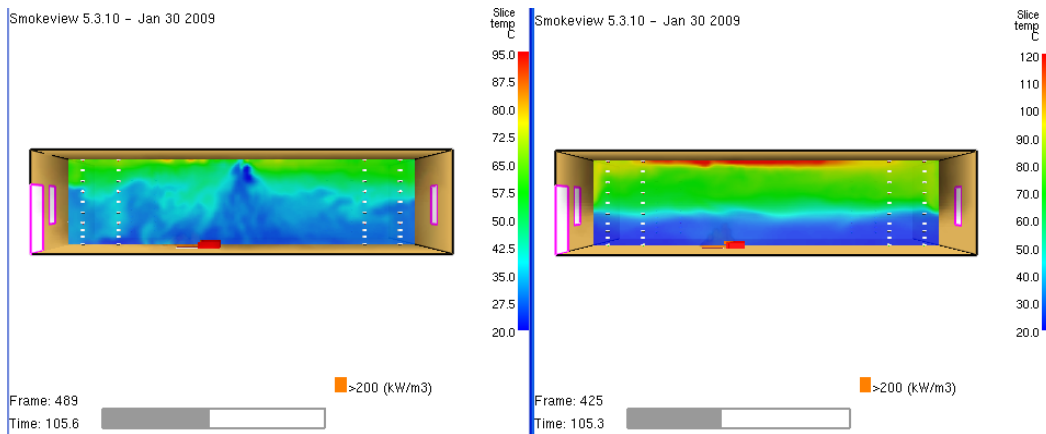 Smokeview 5.3.10 - Jan 30 2009
Slice
temp
C
95.0
87.5
80.0
72.5
65.0
57.5
50.0
42.5
35.0
27.5
20.0
>200 (kW/m3)
Frame: 489
Time: 105.6
Smokeview 5.3.10 - Jan 30 2009
Slice
temp
C
120
110
100
90.0
80.0
70.0
60.0
50.0
40.0
30.0
20.0
>200 (kW/m3)
Frame: 425
Time: 105.3